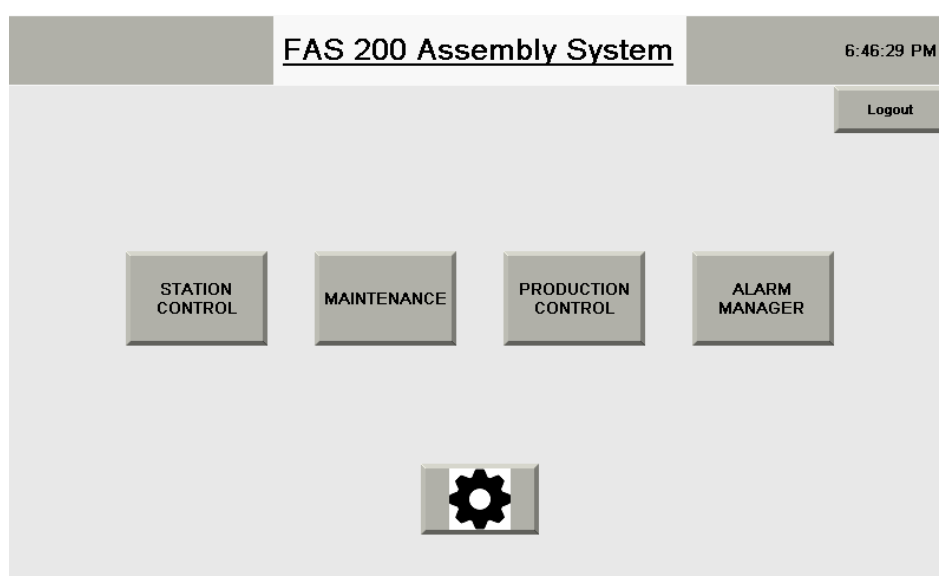 FAS 200 Assembly System
6:46:29 PM
Logout
STATION
CONTROL
MAINTENANCE
PRODUCTION
CONTROL
ALARM
MANAGER